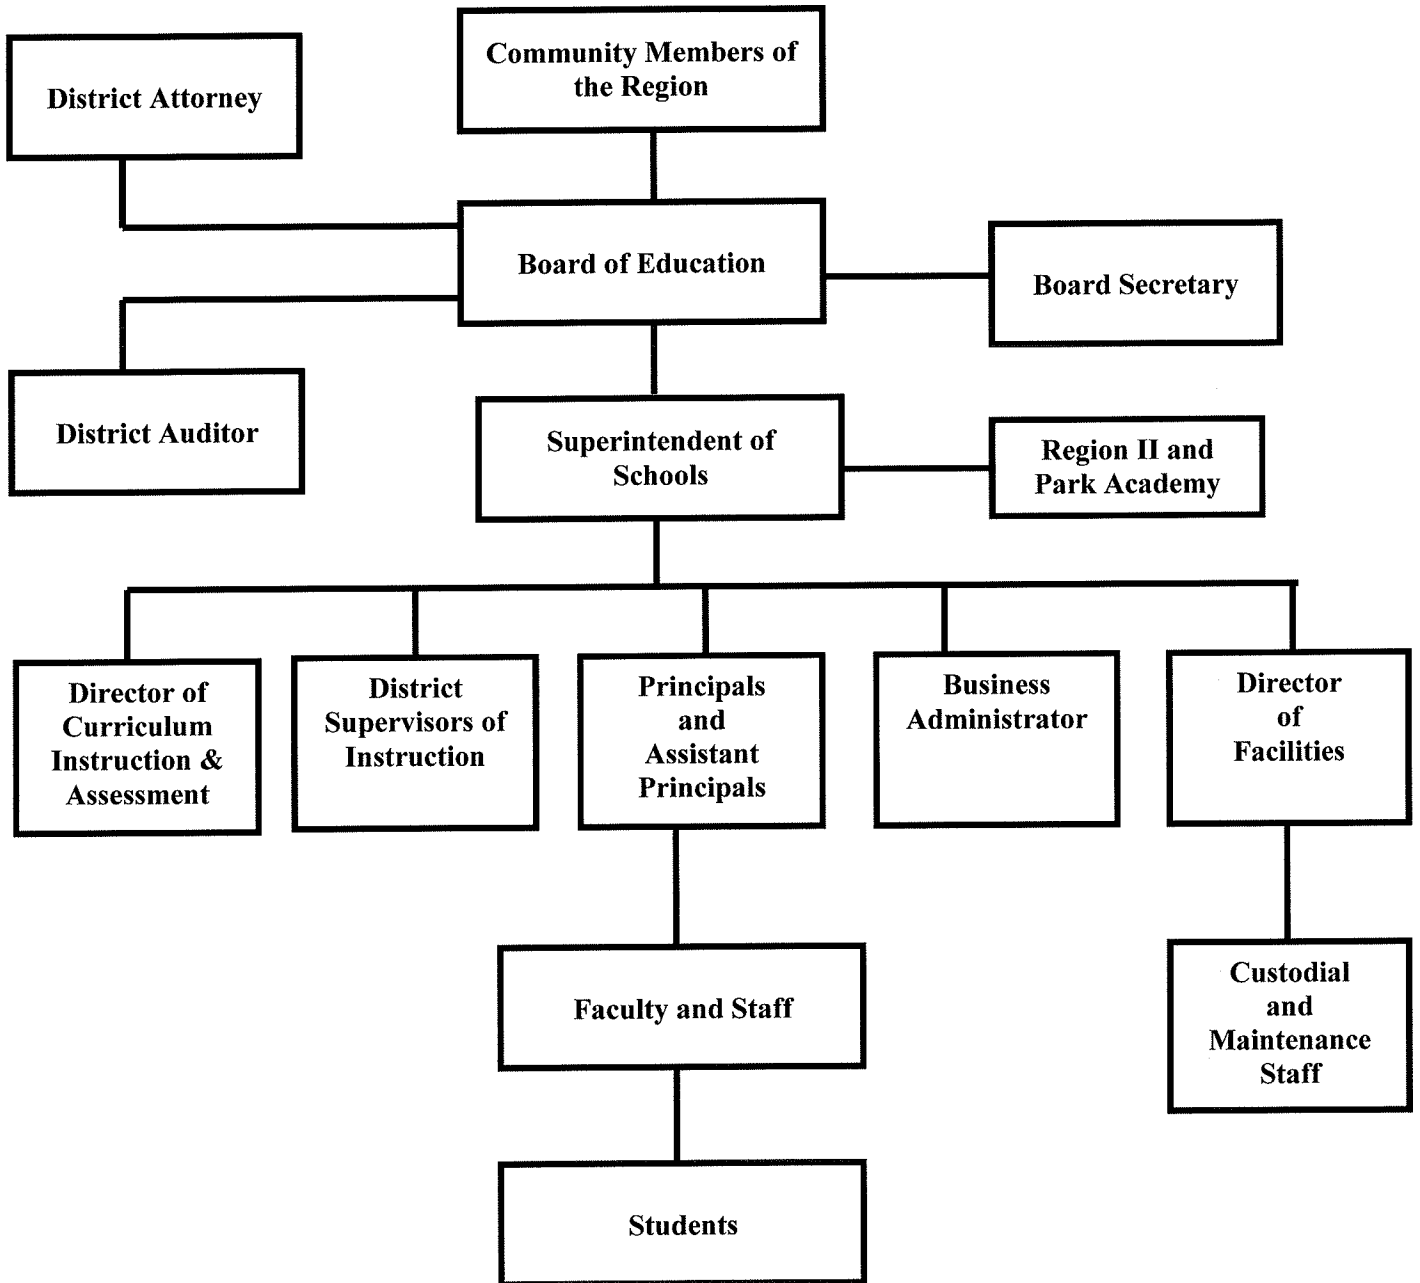 Community Members of
the Region
District Attorney
Board of Education
Board Secretary
District Auditor
Superintendent of
Schools
Region II and
Park Academy
Director of
Curriculum
Instruction &
Assessment
District
Supervisors of
Instruction
Principals
and
Assistant
Principals
Business
Administrator
Director
of
Facilities
Faculty and Staff
Custodial
and
Maintenance
Staff
Students